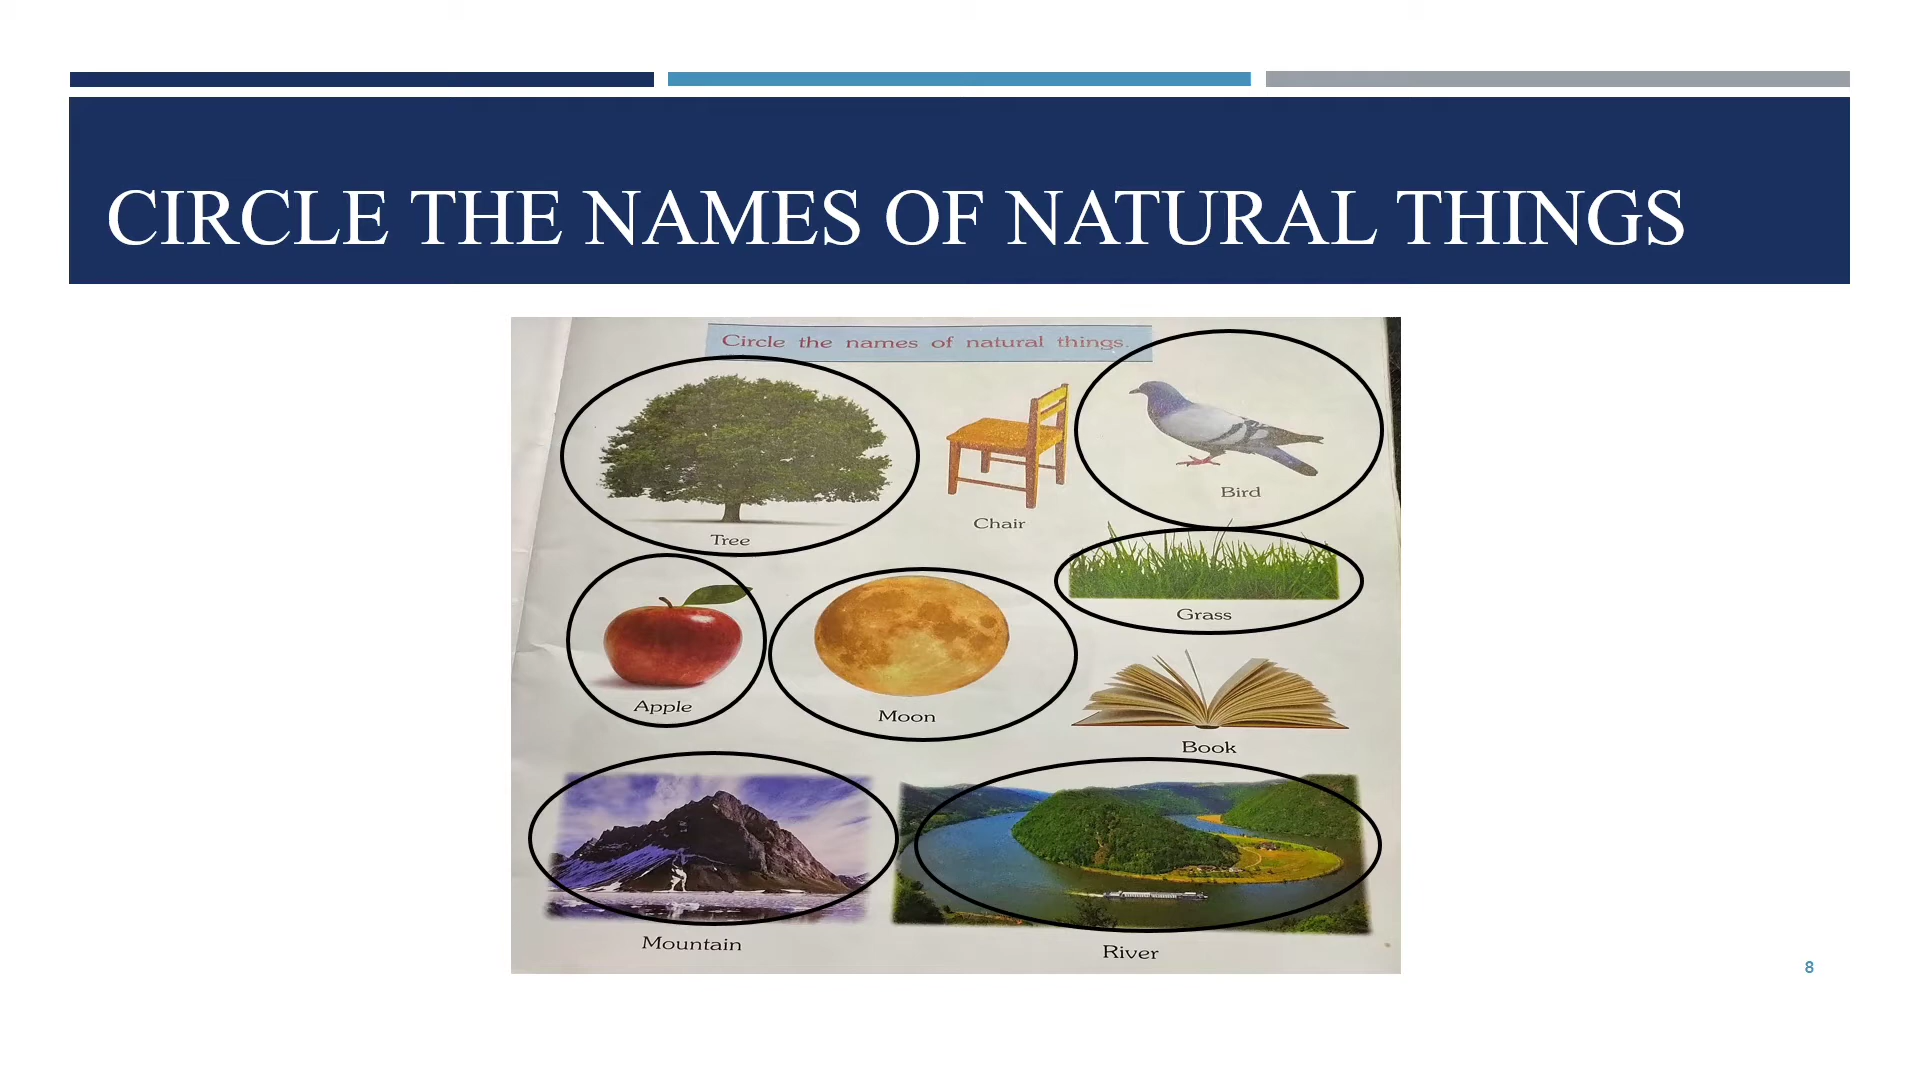 CIRCLE THE NAMES OF NATURAL THINGS
Circle the names of natural things.
Tree
Chair
Bird
Apple
Moon
Grass
Book
Mountain
River
8